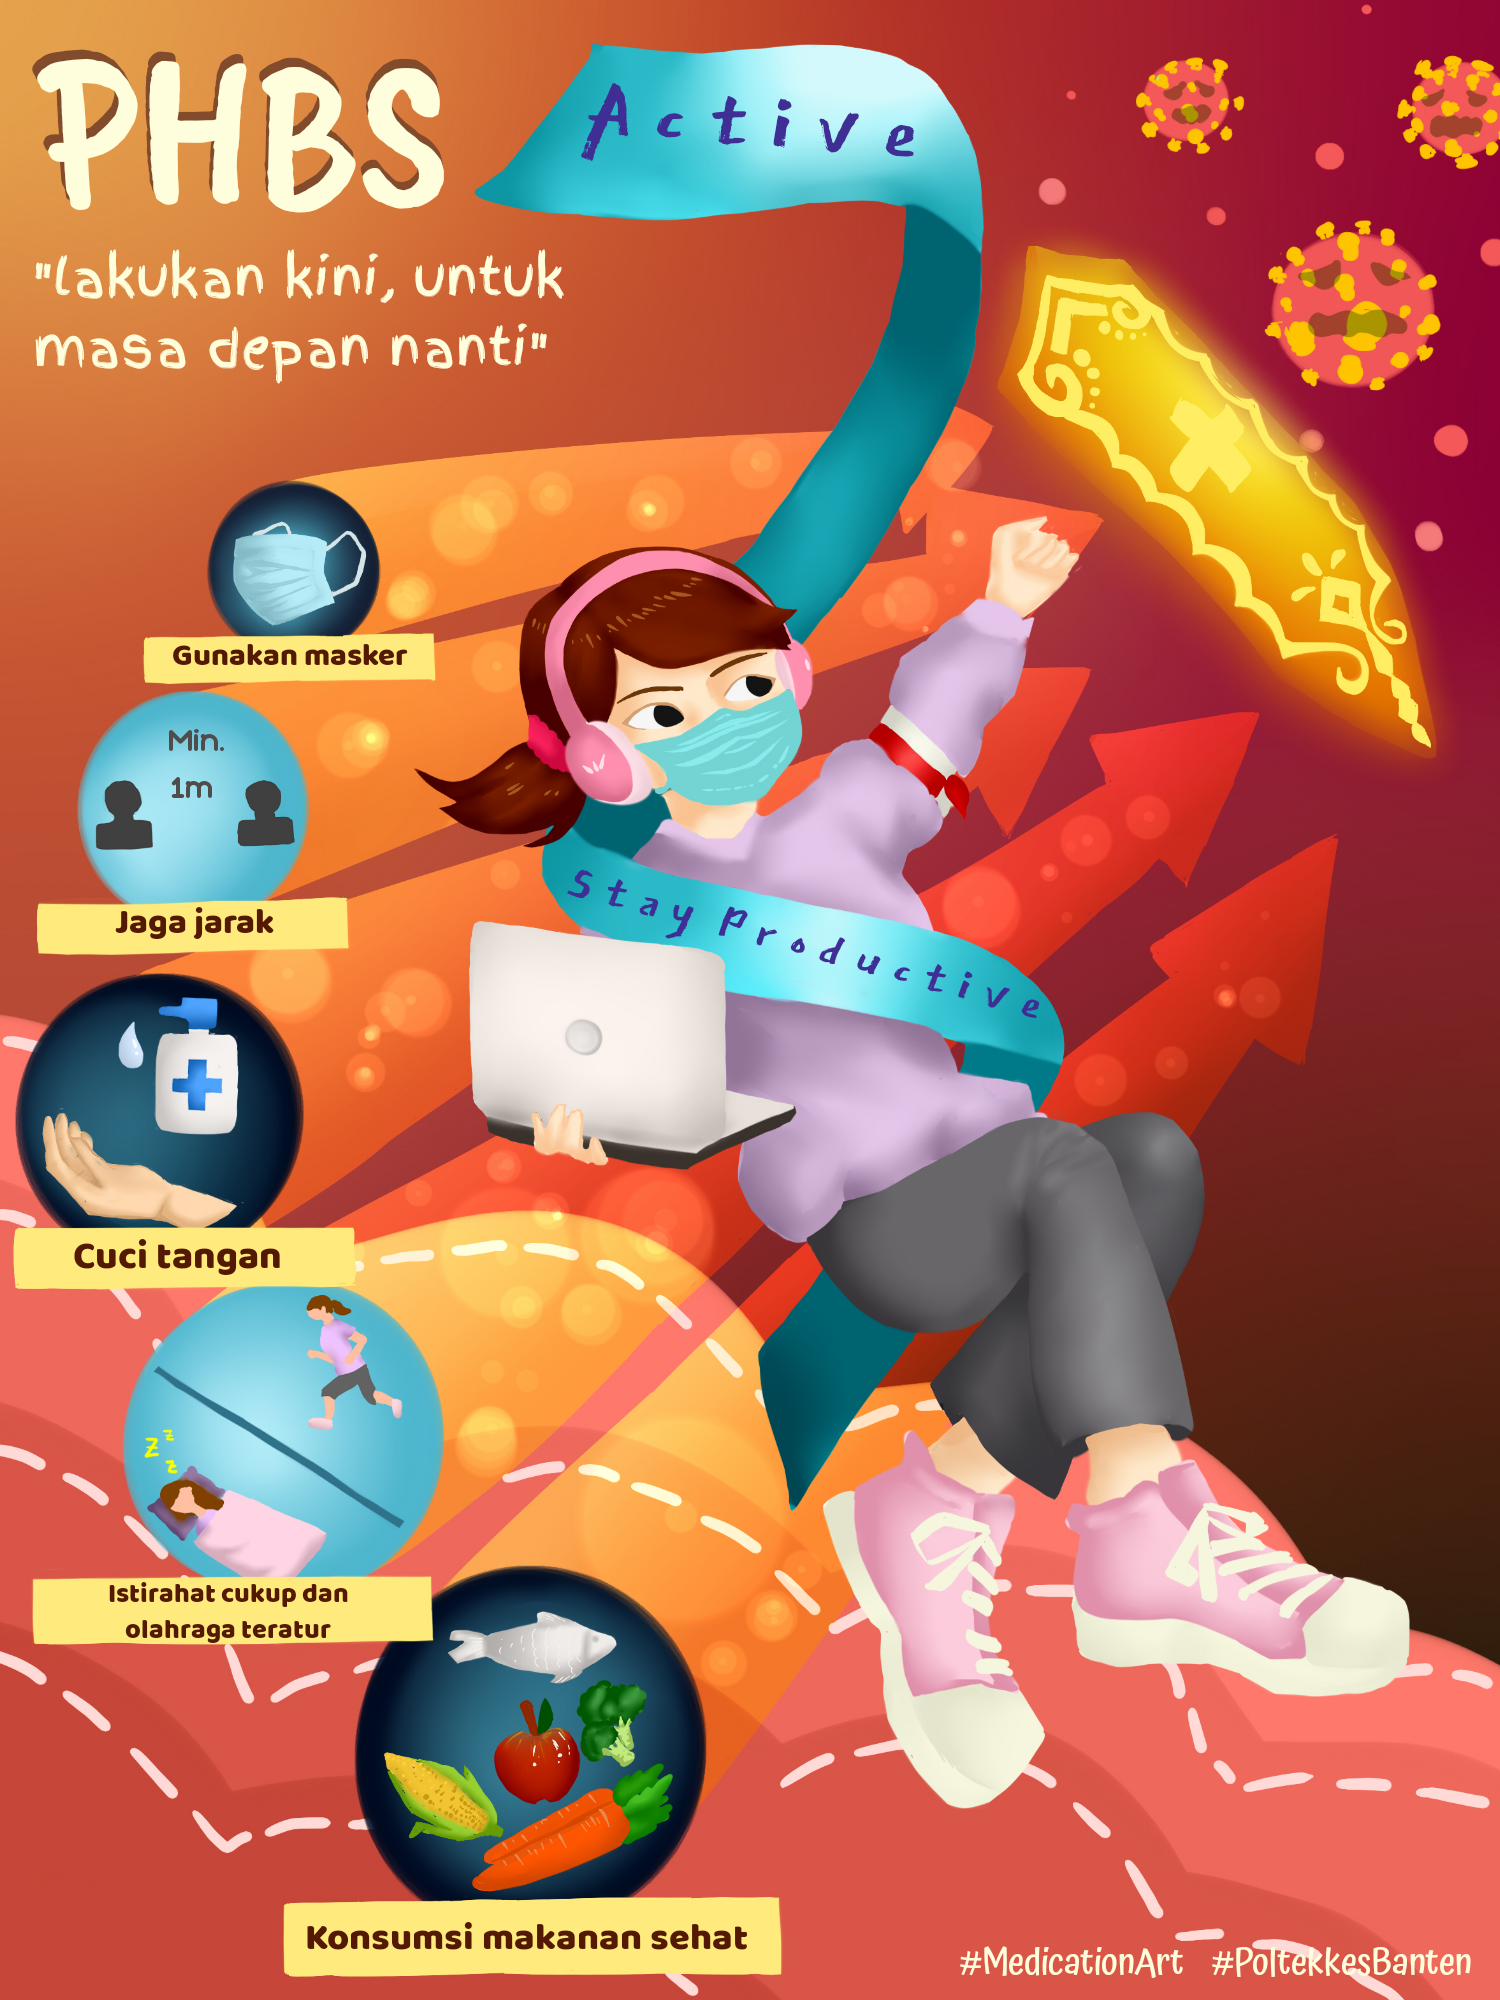 PHBS
"lakukan kini, untuk
masa depan nanti"
Active
Gunakan masker
Min.
1m
Jaga jarak
Stay Productive
Cuci tangan
z z
z
Istirahat cukup dan
olahraga teratur
Konsumsi makanan sehat
#MedicationArt #PoltekkesBanten